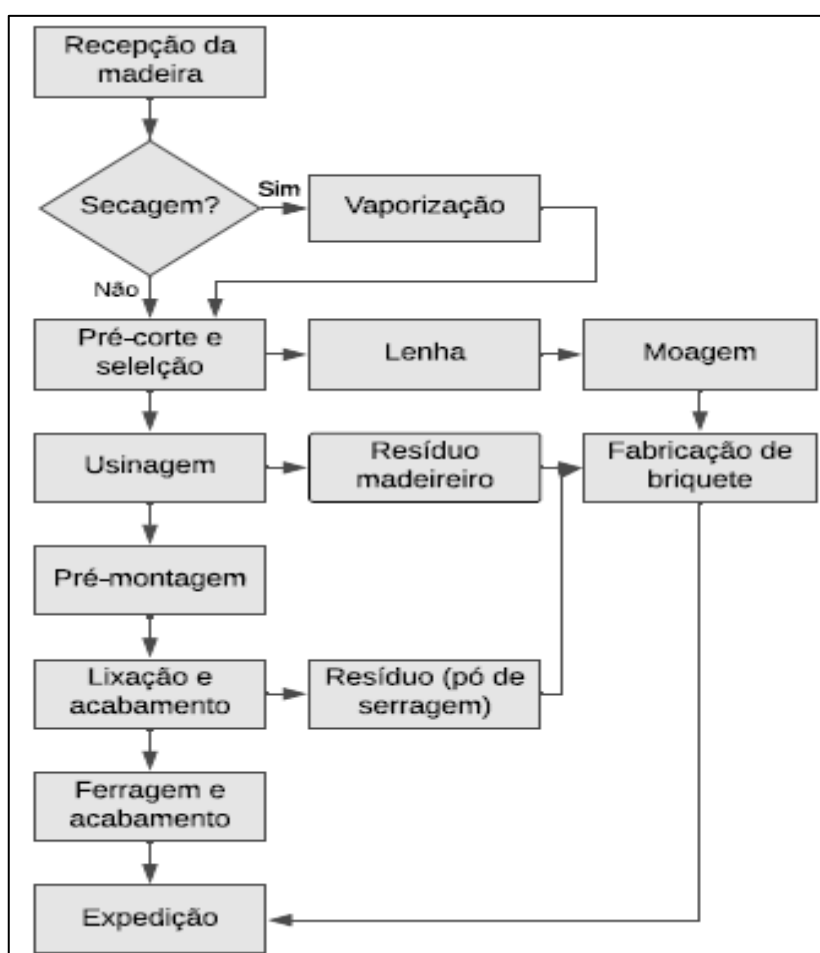 Recepção da
madeira
Secagem?
Sim
Vaporização
Não
Pré-corte e
selelção
Lenha
Moagem
Usinagem
Resíduo
madeireiro
Fabricação de
briquete
Pré-montagem
Lixação e
acabamento
Resíduo (pó de
serragem)
Ferragem e
acabamento
Expedição